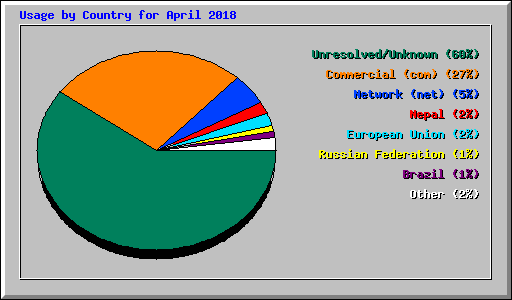 Usage by Country for April 2018
Unresolved/Unknown (60%)
Commercial (com) (27%)
Network (net) (5%)
Nepal (2%)
European Union (2%)
Russian Federation (1%)
Brazil (1%)
Other (2%)